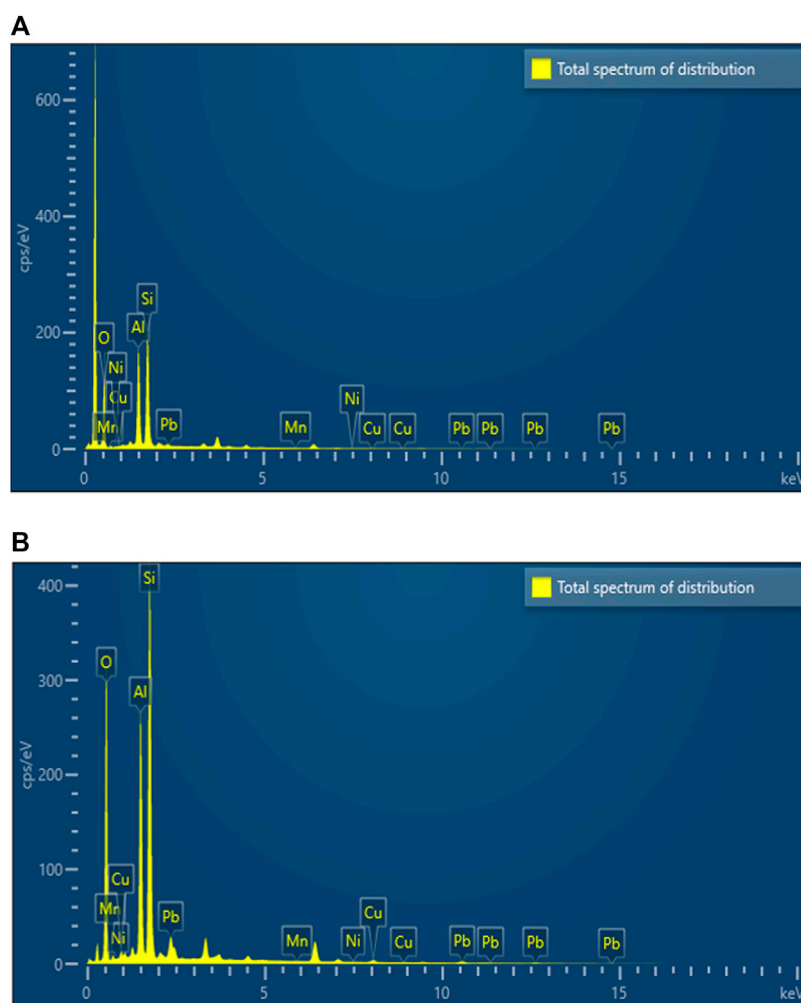 A
Total spectrum of distribution
600
400
200
0
cps/eV
Si
Al
O
Ni
Cu
Mn
Pb
Mn
Ni
Cu
Cu
Pb
Pb
Pb
Pb
0
5
10
15
keV
B
Total spectrum of distribution
400
300
200
100
0
cps/eV
Si
O
Al
Cu
Mn
Ni
Pb
Mn
Ni
Cu
Cu
Pb
Pb
Pb
Pb
0
5
10
15
keV